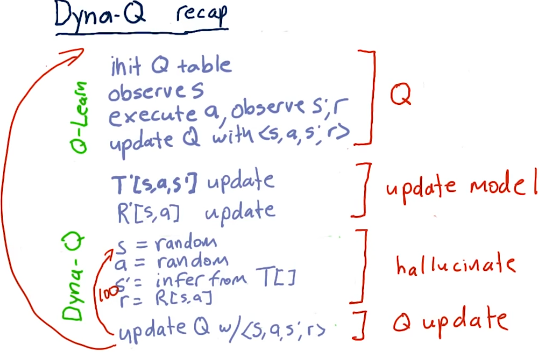 Dyna-Q recap
Q-Learn
init Q table
observe s
execute a, observe s', r
update Q with <s, a, s', r>
Q
T'[s,a,s'] update
R'[s,a] update
update model
Dyna-Q
s = random
a = random
s' = infer from T[]
r = R[s,a]
100
hallucinate
update Q w/<s,a,s',r>
Q update